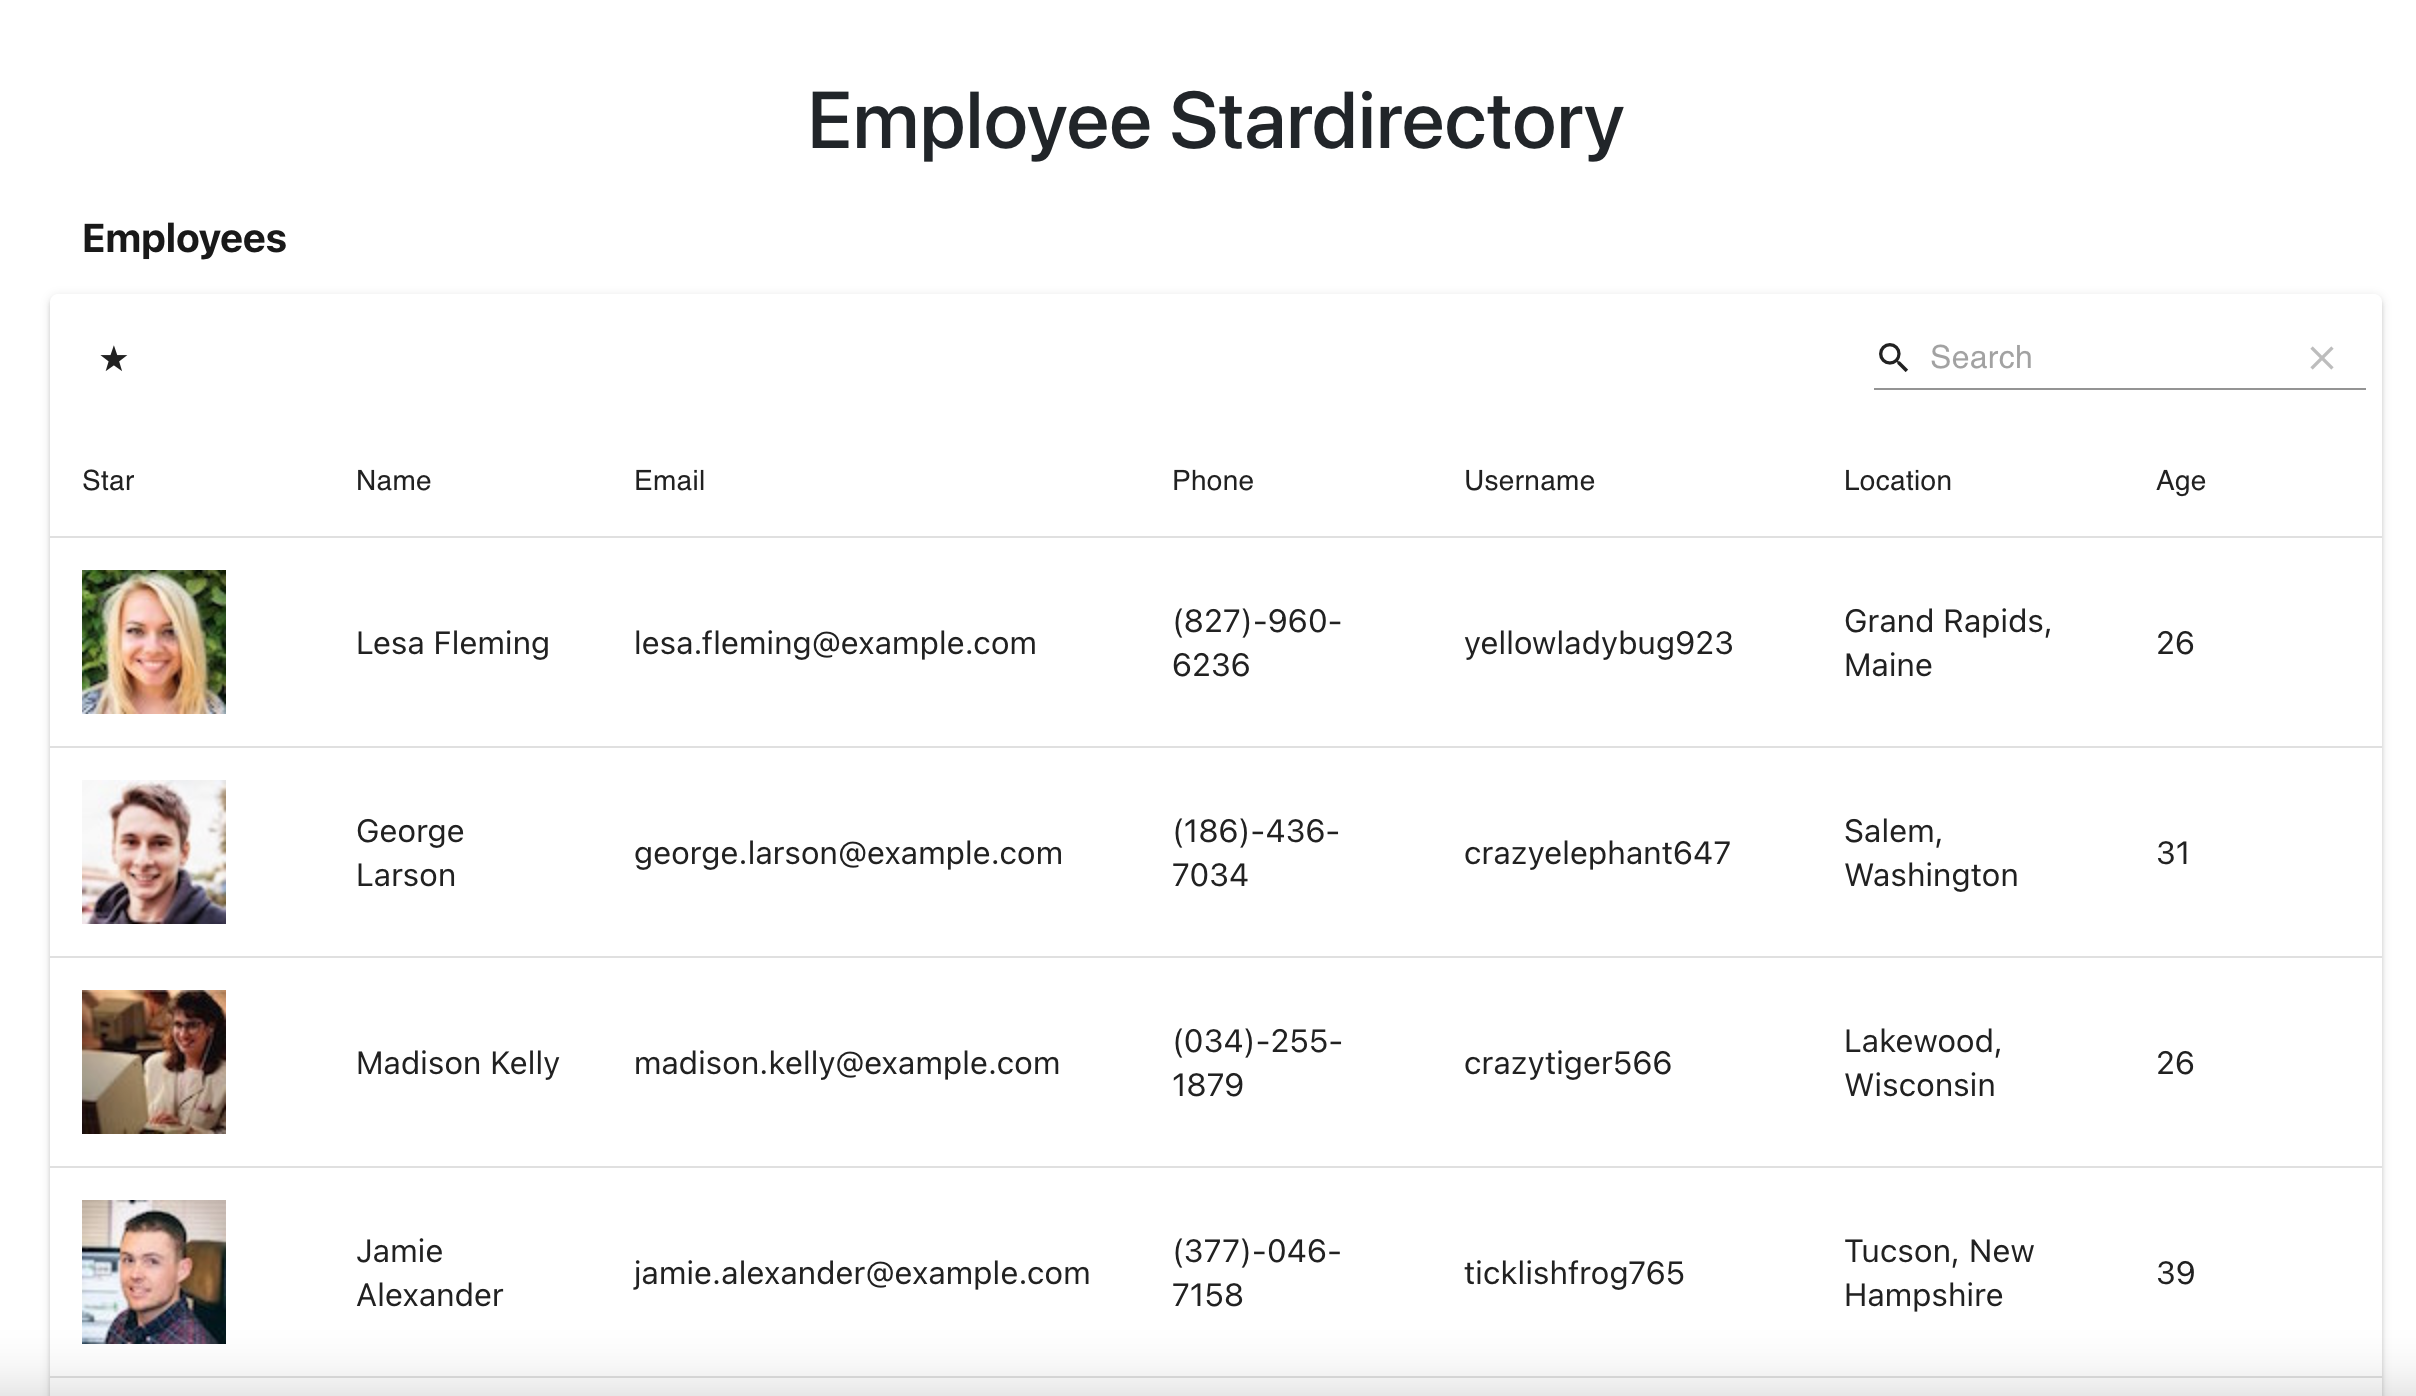 Employee Stardirectory
Employees
★ Search
Star Name Email Phone Username Location Age
Lesa Fleming lesa.fleming@example.com (827)-960-
6236 yellowladybug923 Grand Rapids,
Maine 26
George
Larson george.larson@example.com (186)-436-
7034 crazyelephant647 Salem,
Washington 31
Madison Kelly madison.kelly@example.com (034)-255-
1879 crazytiger566 Lakewood,
Wisconsin 26
Jamie
Alexander jamie.alexander@example.com (377)-046-
7158 ticklishfrog765 Tucson, New
Hampshire 39